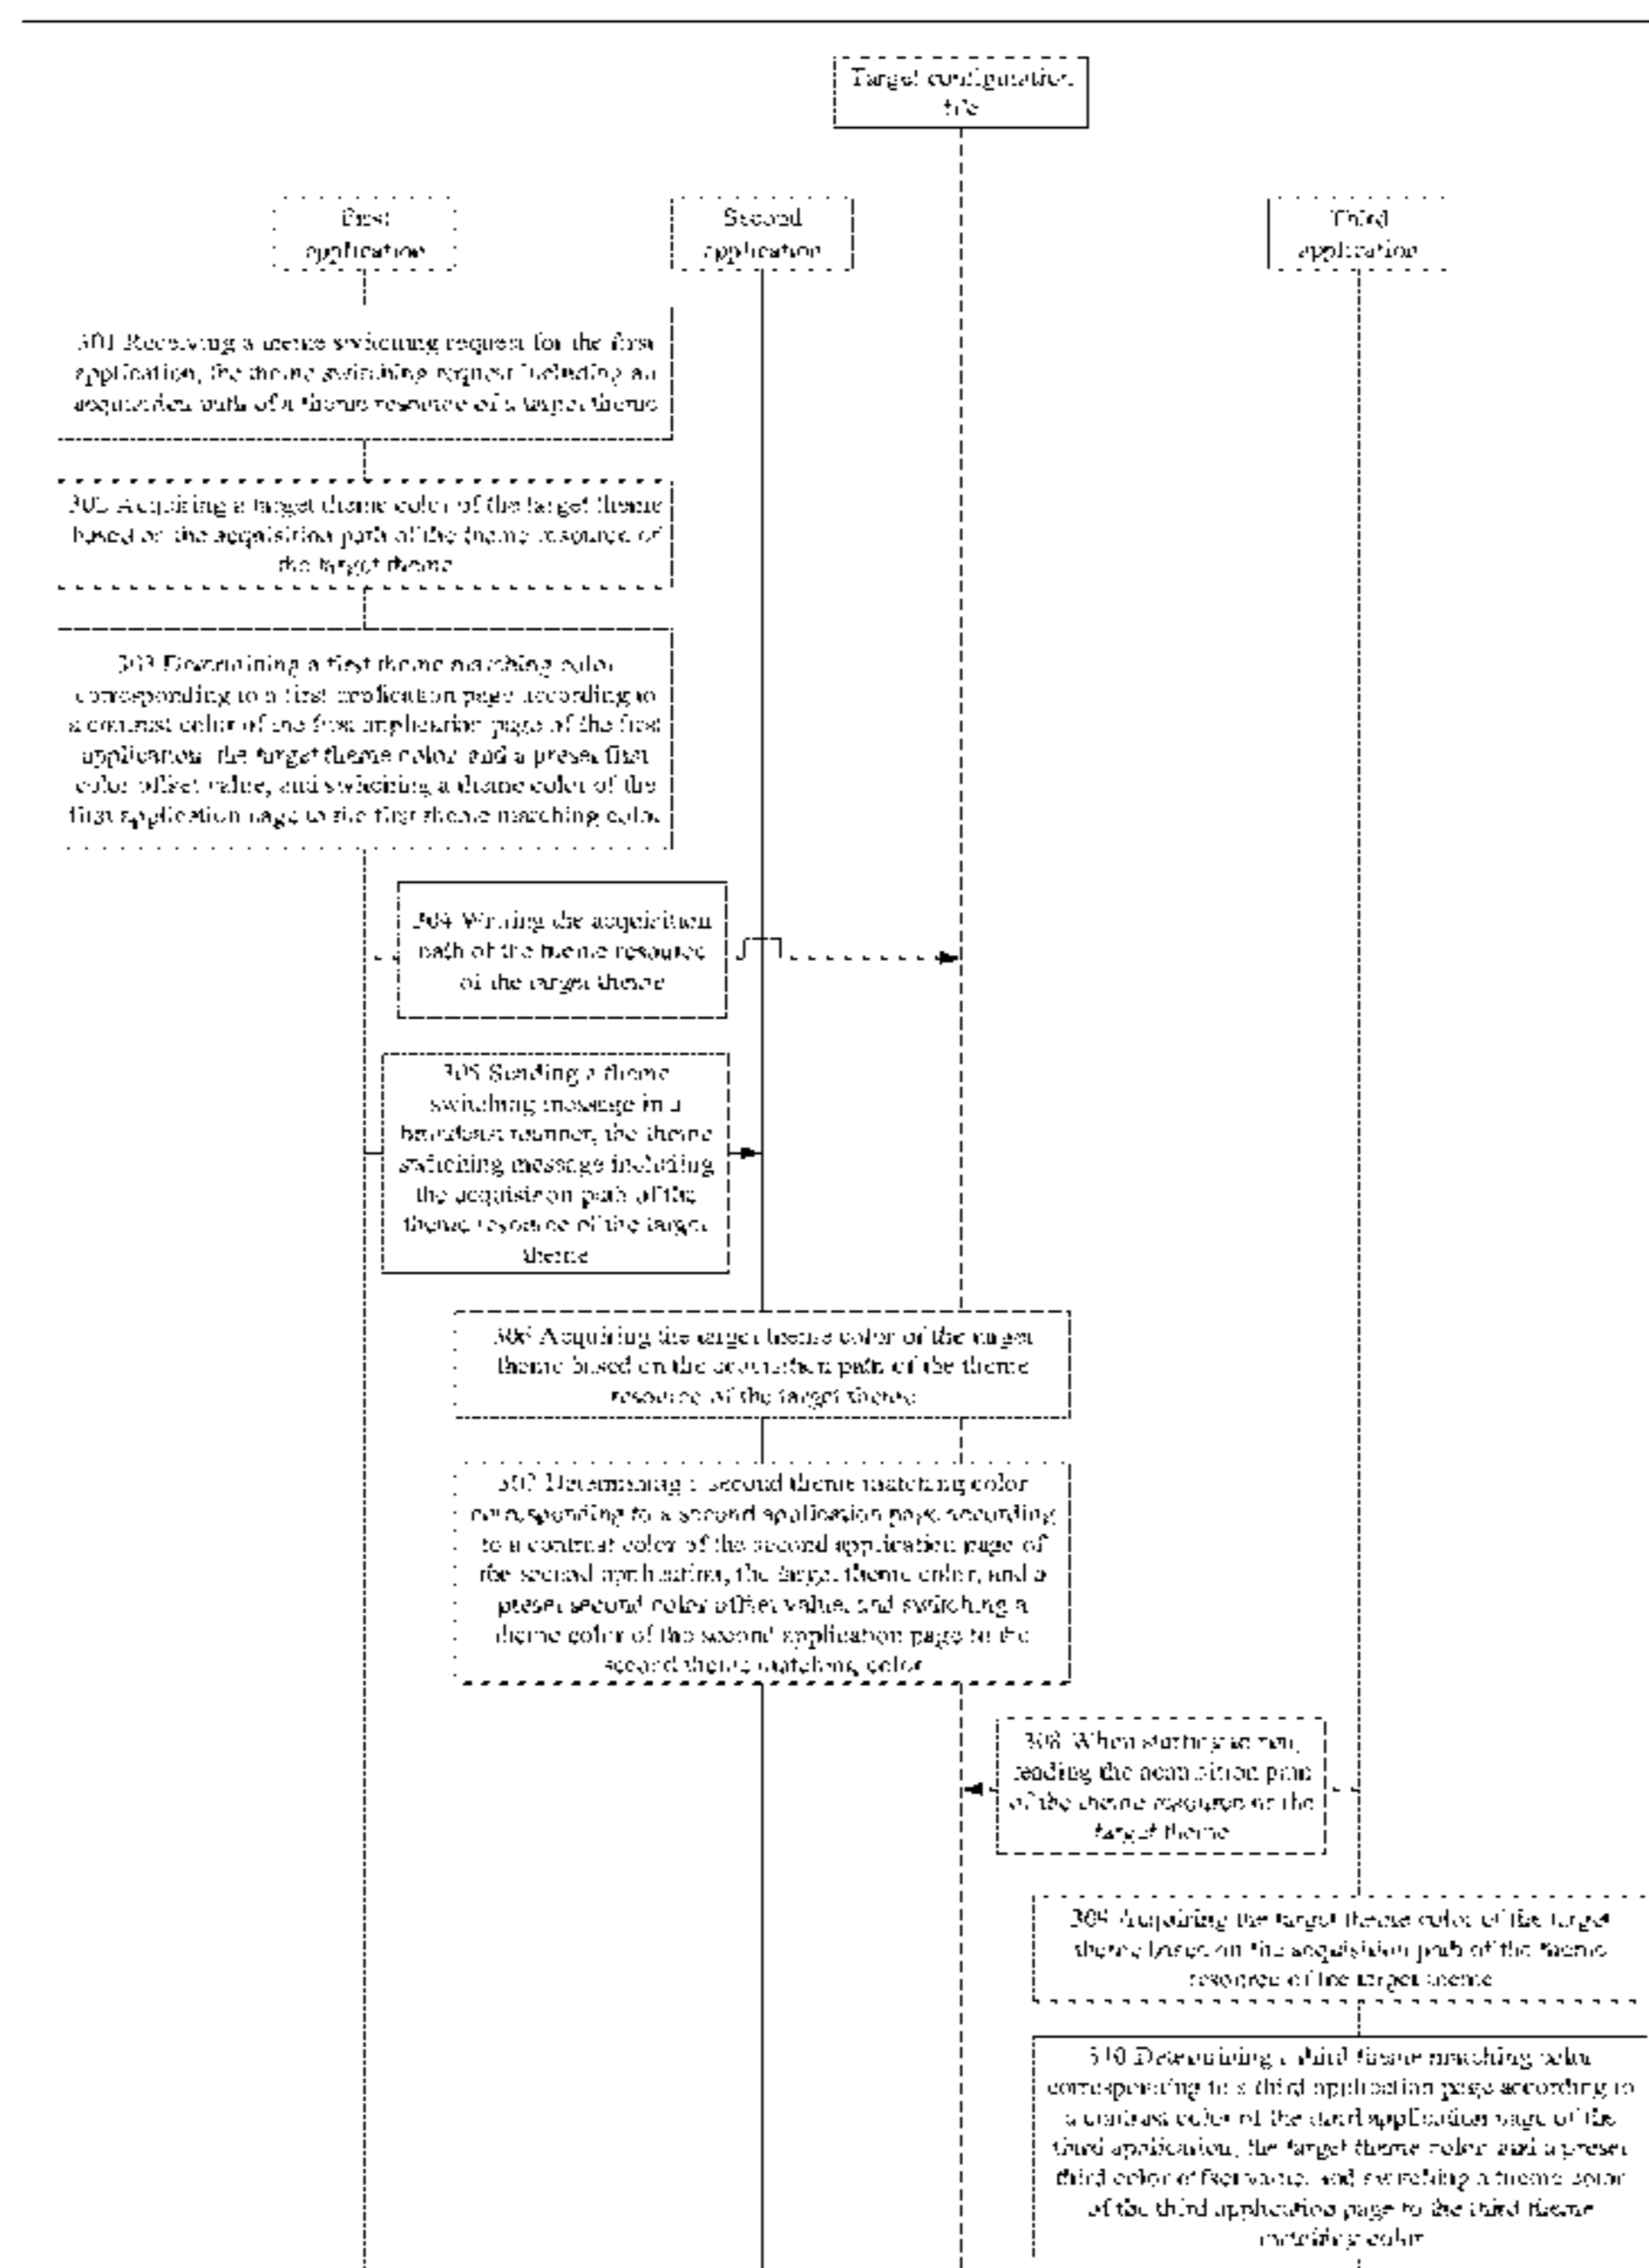 Target configuration
file
First
application
Second
application
Third
application
301 Receiving a theme switching request for the first
application, the theme switching request including an
acquisition path of a theme resource of a target theme
302 Acquiring a target theme color of the target theme
based on the acquisition path of the theme resource of
the target theme
303 Determining a first theme matching color
corresponding to a first application page according to
a contrast color of the first application page of the first
application, the target theme color, and a preset first
color offset value, and switching a theme color of the
first application page to the first theme matching color
304 Writing the acquisition
path of the theme resource
of the target theme
305 Sending a theme
switching message in a
broadcast manner, the theme
switching message including
the acquisition path of the
theme resource of the target
theme
306 Acquiring the target theme color of the target
theme based on the acquisition path of the theme
resource of the target theme
307 Determining a second theme matching color
corresponding to a second application page according
to a contrast color of the second application page of
the second application, the target theme color, and a
preset second color offset value, and switching a
theme color of the second application page to the
second theme matching color
308 When starting to run,
reading the acquisition path
of the theme resource of the
target theme
309 Acquiring the target theme color of the target
theme based on the acquisition path of the theme
resource of the target theme
310 Determining a third theme matching color
corresponding to a third application page according to
a contrast color of the third application page of the
third application, the target theme color, and a preset
third color offset value, and switching a theme color
of the third application page to the third theme
matching color